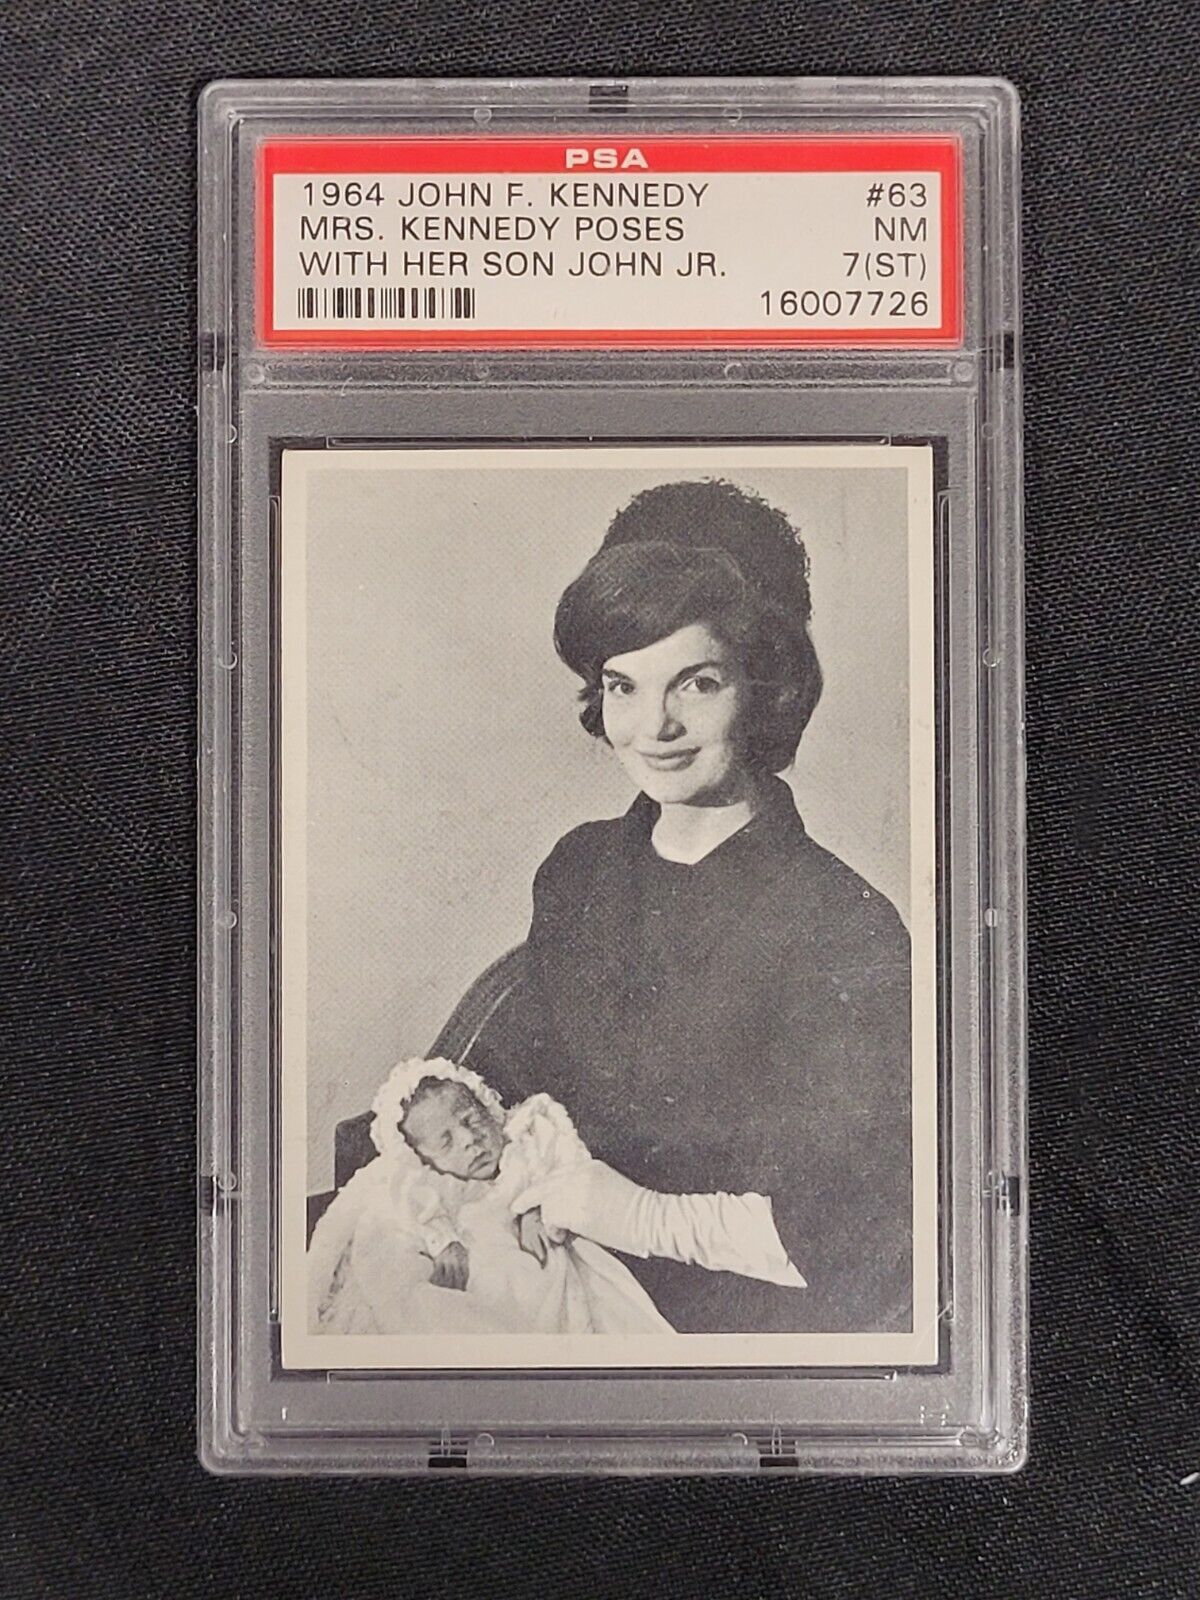 PSA
1964 JOHN F. KENNEDY #63
MRS. KENNEDY POSES NM
WITH HER SON JOHN JR. 7(ST)
16007726